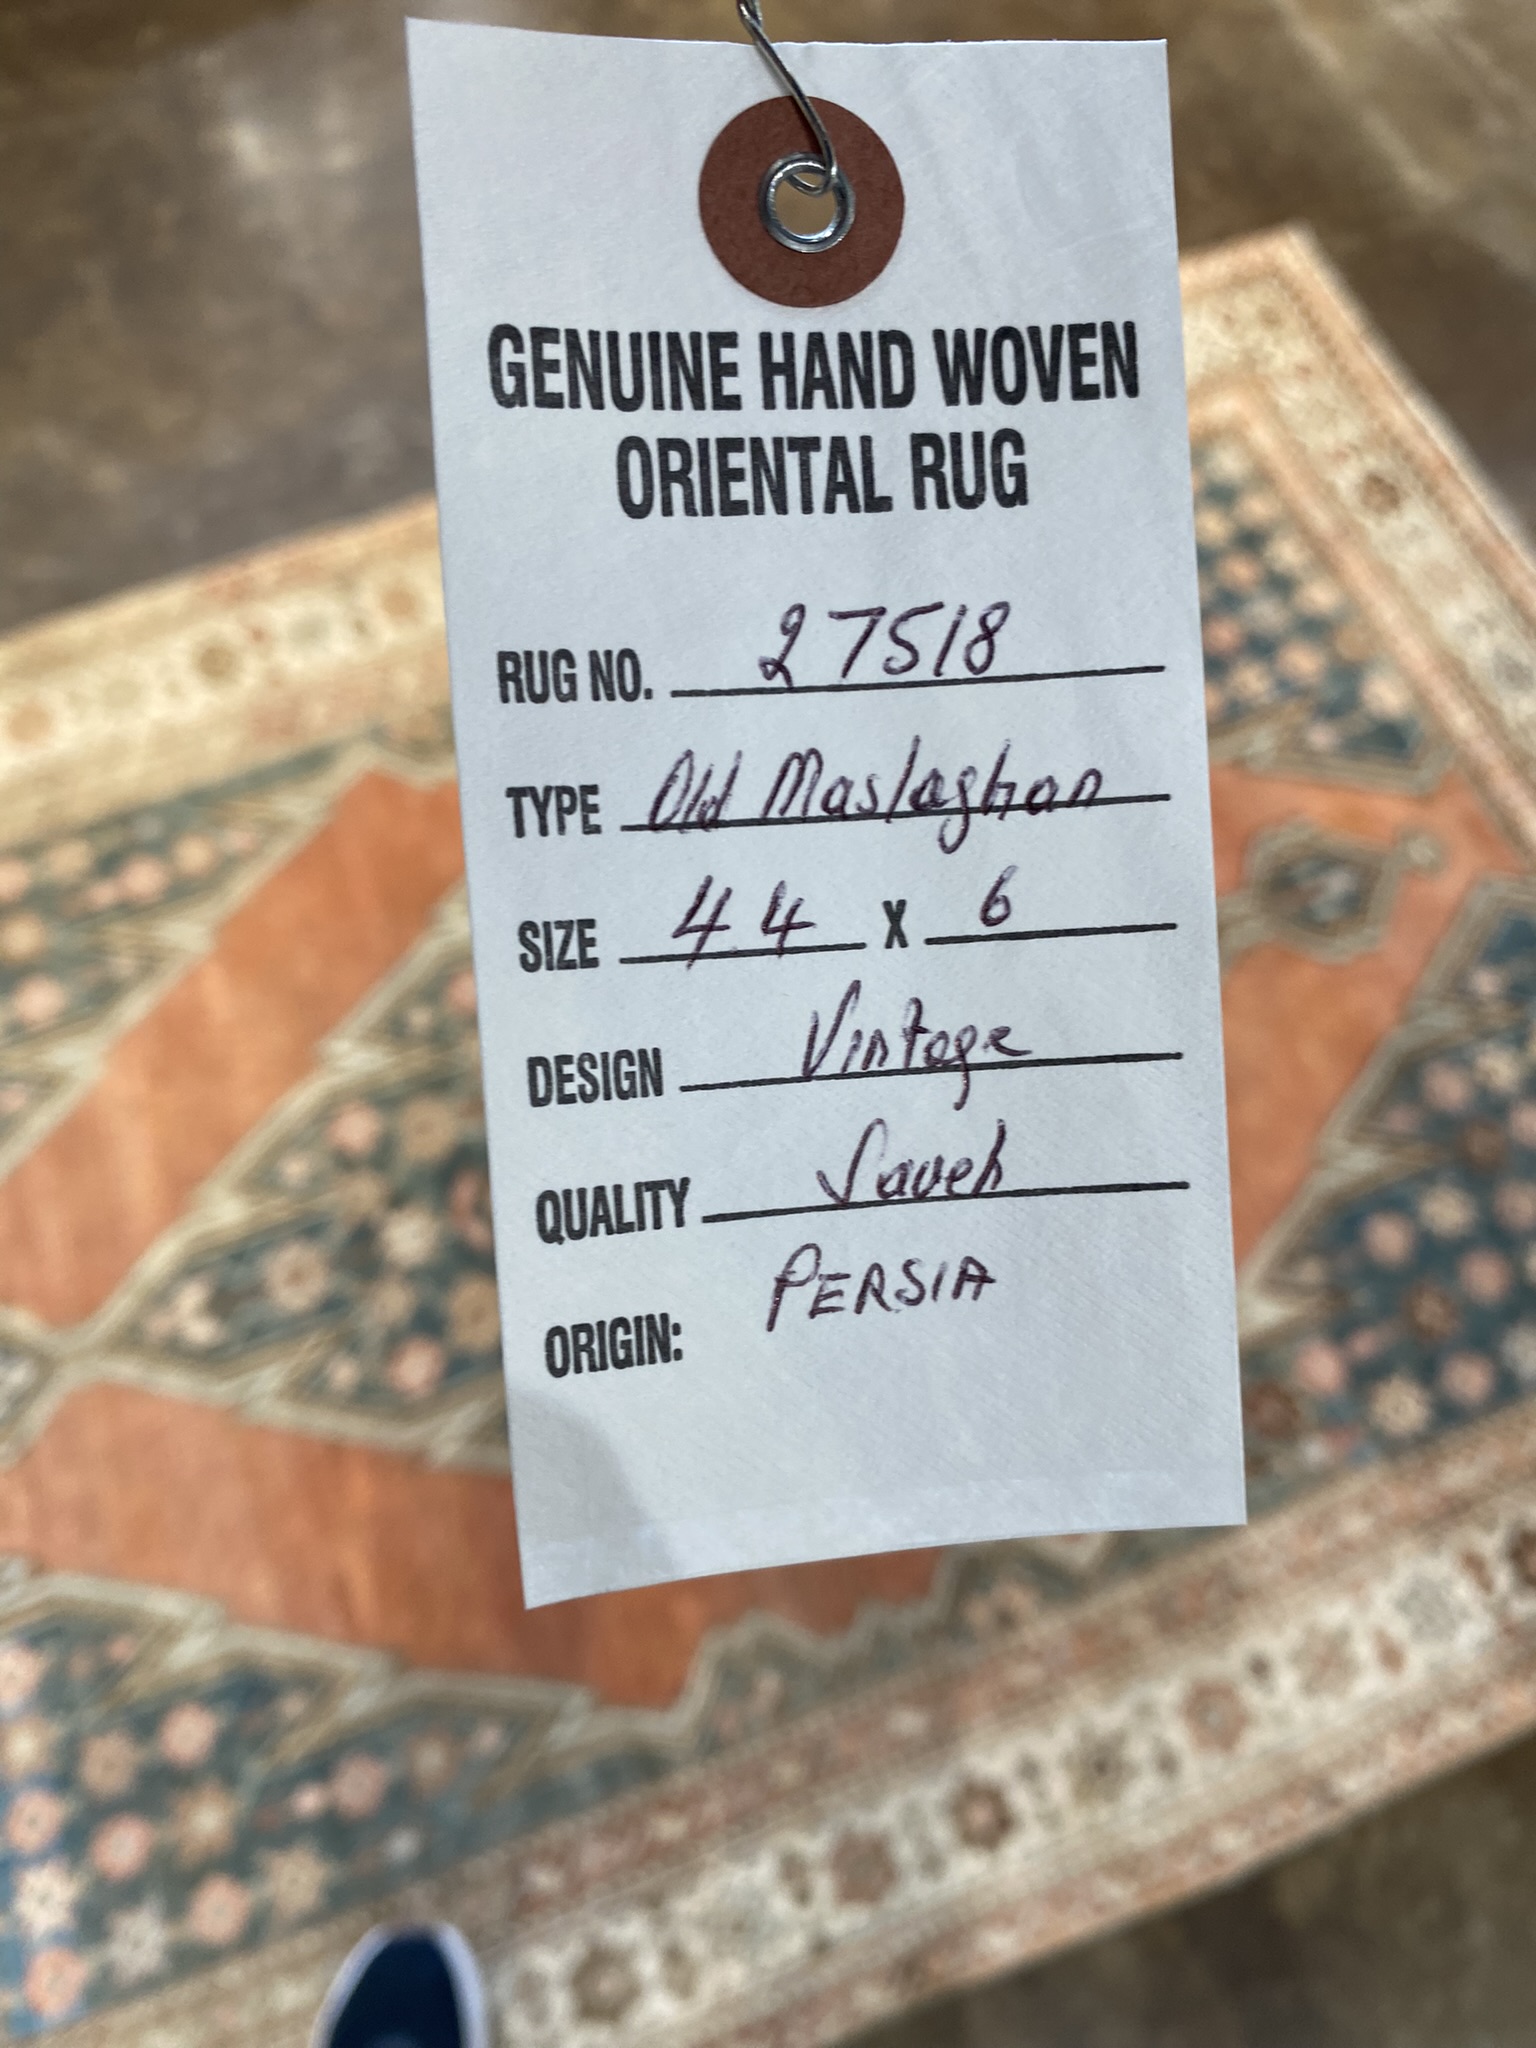 GENUINE HAND WOVEN
ORIENTAL RUG
RUG NO. 27518
TYPE Old Maslaghan
SIZE 4.4 X 6
DESIGN Vintage
QUALITY Saveh
ORIGIN: PERSIA